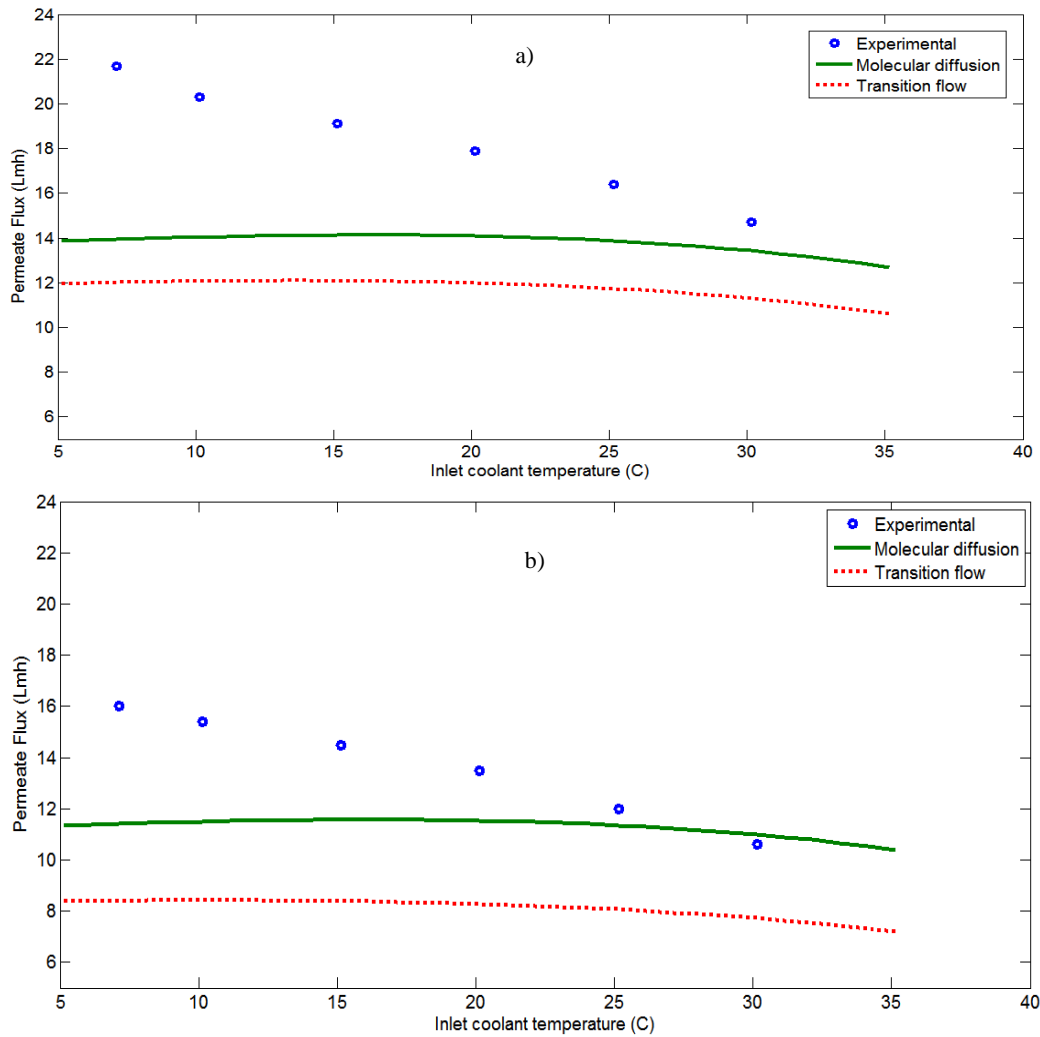 24
22
20
18
16
14
12
10
8
6
Permeate Flux (Lmh)
a)
Experimental
Molecular diffusion
Transition flow
5 10 15 20 25 30 35 40
Inlet coolant temperature (C)
24
22
20
18
16
14
12
10
8
6
Permeate Flux (Lmh)
b)
Experimental
Molecular diffusion
Transition flow
5 10 15 20 25 30 35 40
Inlet coolant temperature (C)